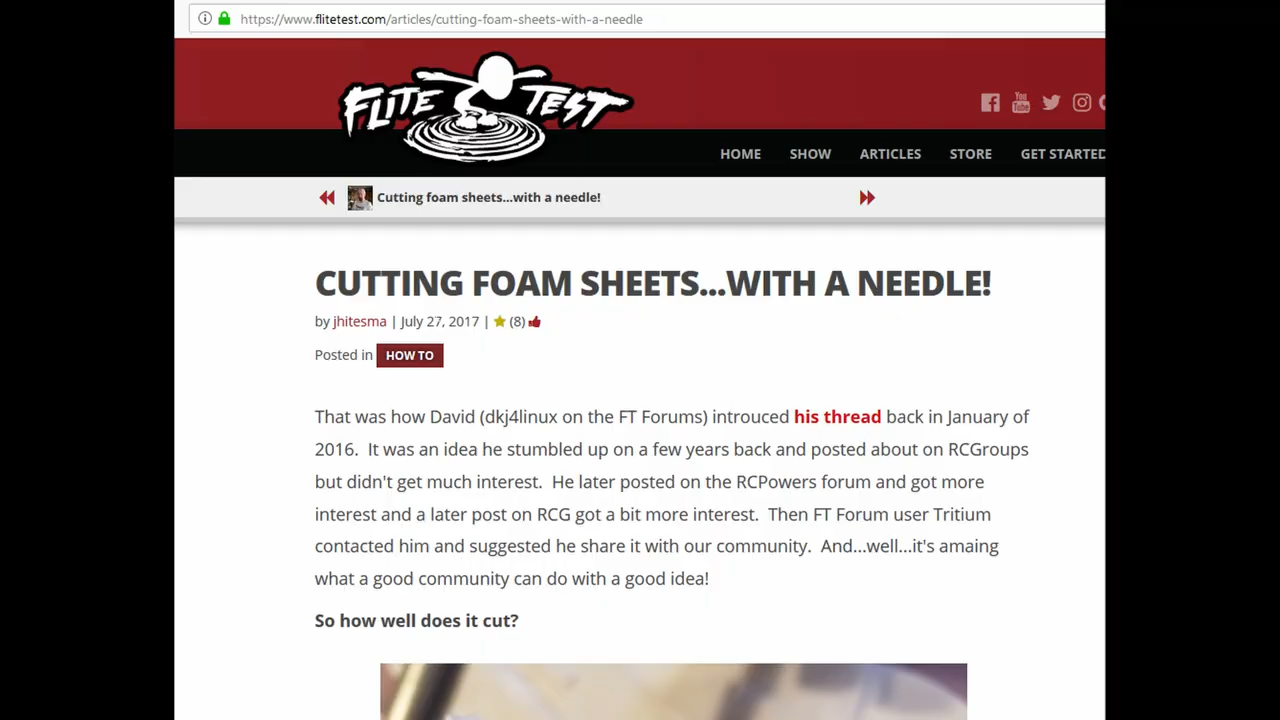 https://www.flitetest.com/articles/cutting-foam-sheets-with-a-needle
FLITE TEST
You Tube
HOME SHOW ARTICLES STORE GET STARTED
Cutting foam sheets...with a needle!
CUTTING FOAM SHEETS...WITH A NEEDLE!
by jhitesma | July 27, 2017 | (8)
Posted in HOW TO
That was how David (dkj4linux on the FT Forums) introuced his thread back in January of
2016. It was an idea he stumbled up on a few years back and posted about on RCGroups
but didn't get much interest. He later posted on the RCPowers forum and got more
interest and a later post on RCG got a bit more interest. Then FT Forum user Tritium
contacted him and suggested he share it with our community. And...well...it's amaing
what a good community can do with a good idea!
So how well does it cut?